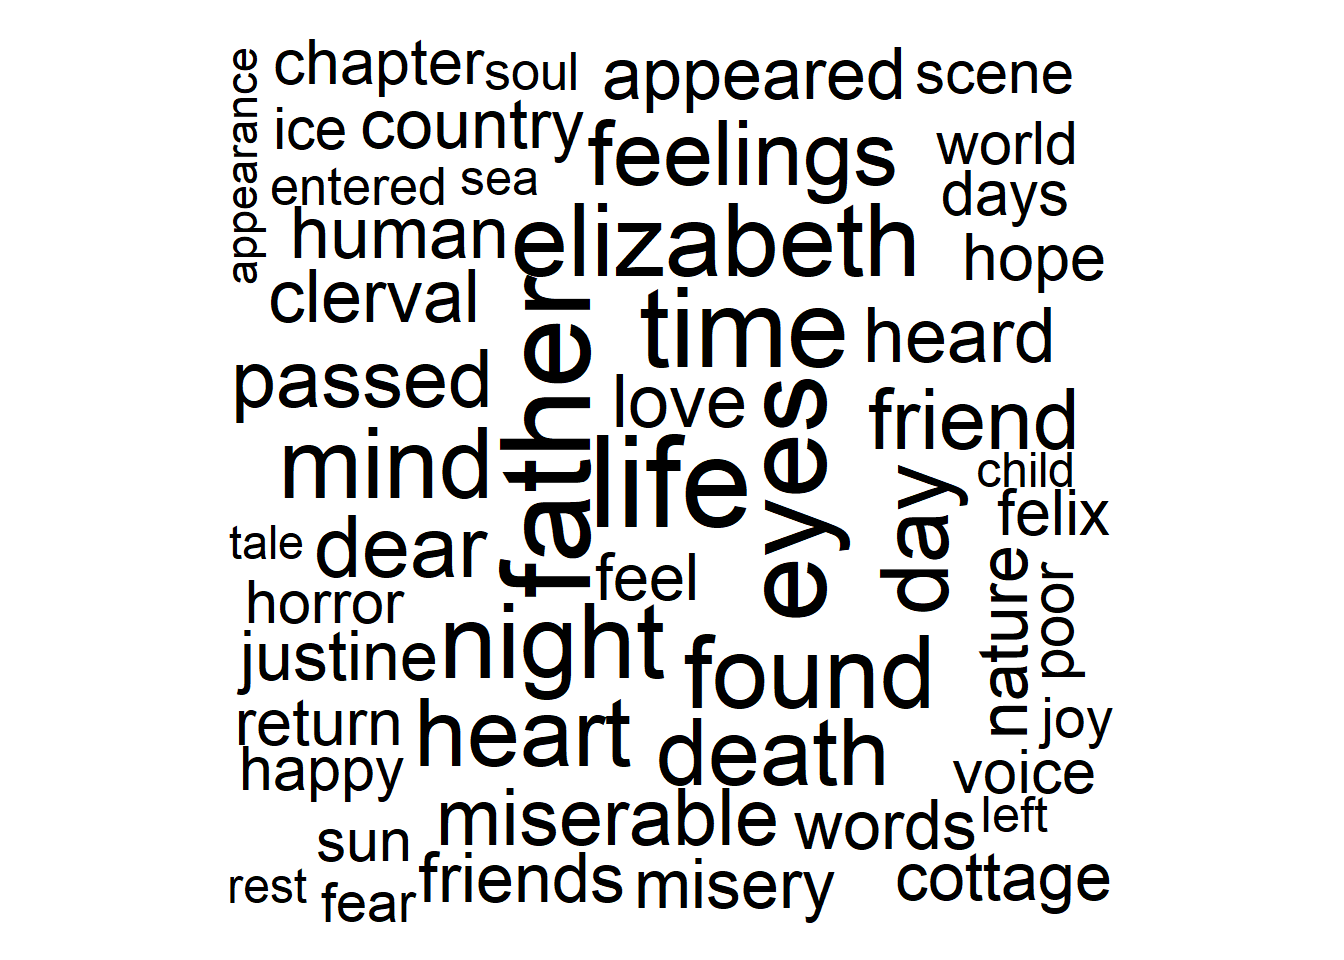 appearance
chapter
soul
appeared
scene
ice
country
feelings
world
entered
sea
days
human
elizabeth
hope
clerval
father
time
heard
passed
love
eyes
friend
mind
life
day
child
felix
tale
dear
feel
nature
poor
horror
justine
night
found
return
heart
death
joy
happy
voice
miserable
words
left
sun
friends
misery
cottage
rest
fear